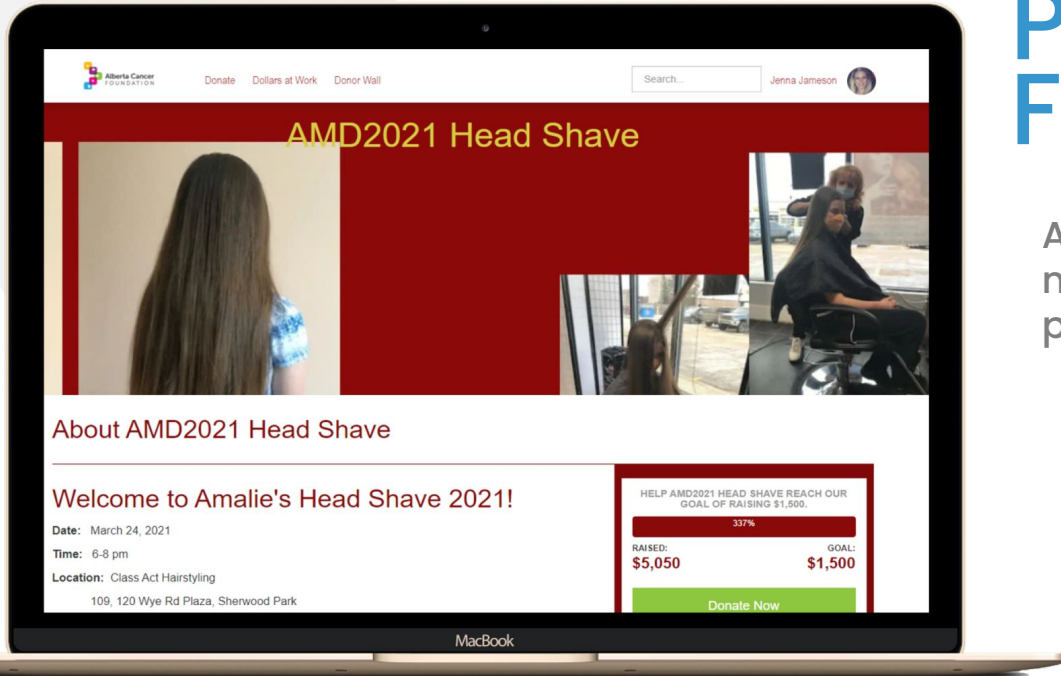 Alberta Cancer
FOUNDATION
Donate Dollars at Work Donor Wall
Search...
Jenna Jameson
AMD2021 Head Shave
About AMD2021 Head Shave
Welcome to Amalie's Head Shave 2021!
Date: March 24, 2021
Time: 6-8 pm
Location: Class Act Hairstyling
109, 120 Wye Rd Plaza, Sherwood Park
HELP AMD2021 HEAD SHAVE REACH OUR
GOAL OF RAISING $1,500.
337%
RAISED: GOAL:
$5,050 $1,500
Donate Now
MacBook